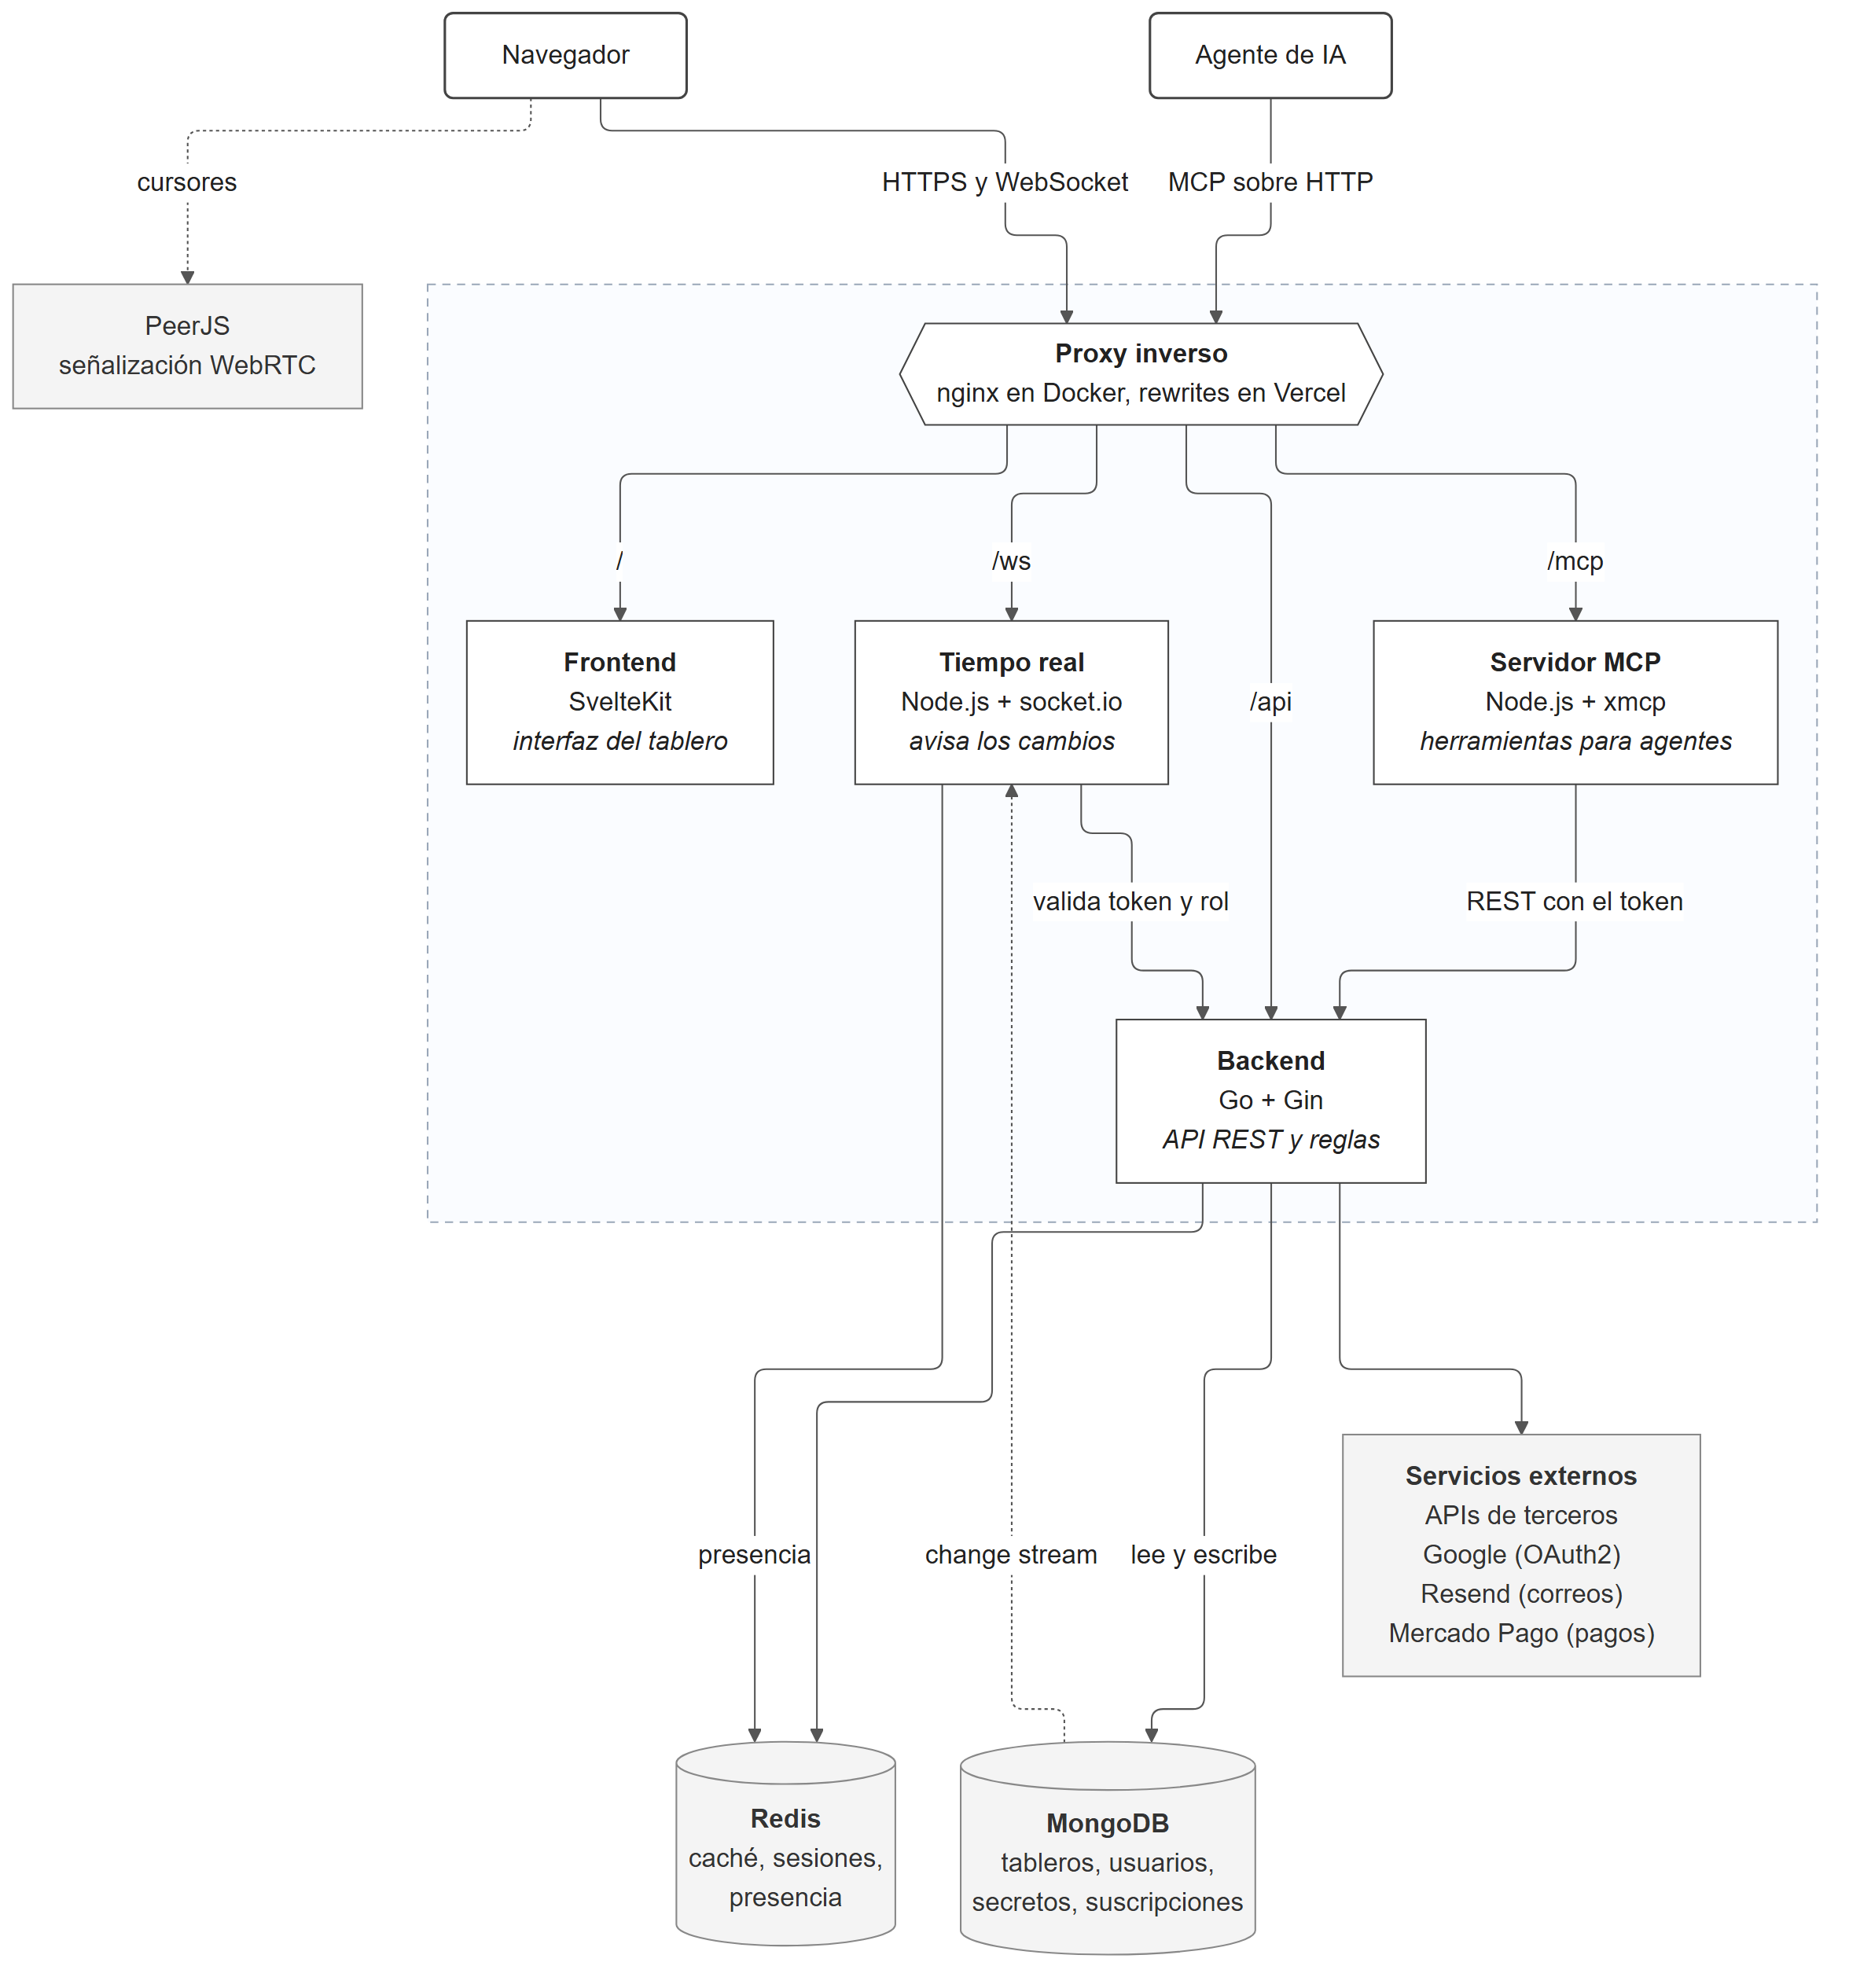 Navegador
Agente de IA
cursores
HTTPS y WebSocket
MCP sobre HTTP
PeerJS
señalización WebRTC
Proxy inverso
nginx en Docker, rewrites en Vercel
/
/ws
/mcp
Frontend
SvelteKit
interfaz del tablero
Tiempo real
Node.js + socket.io
avisa los cambios
/api
Servidor MCP
Node.js + xmcp
herramientas para agentes
valida token y rol
REST con el token
Backend
Go + Gin
API REST y reglas
presencia
change stream
lee y escribe
Servicios externos
APIs de terceros
Google (OAuth2)
Resend (correos)
Mercado Pago (pagos)
Redis
caché, sesiones,
presencia
MongoDB
tableros, usuarios,
secretos, suscripciones